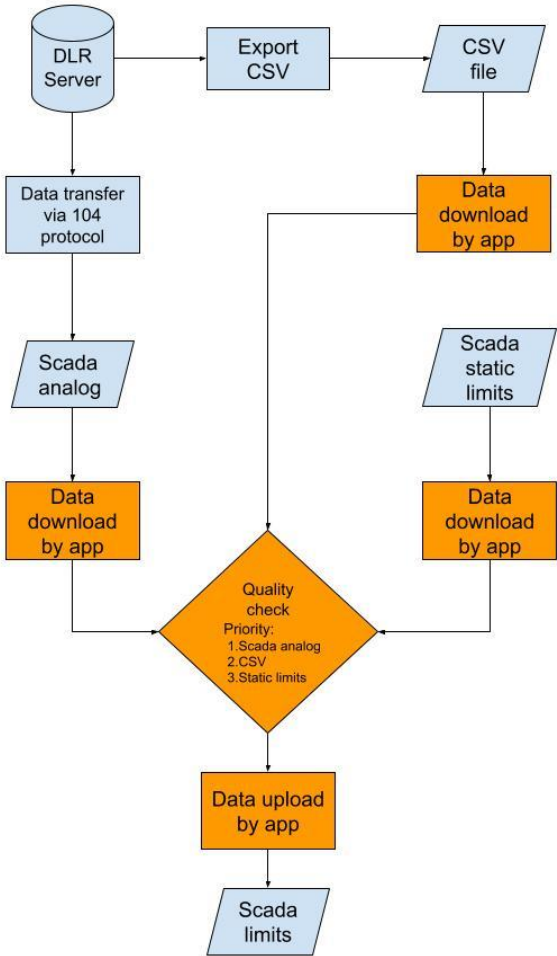 DLR
Server
Export
CSV
CSV
file
Data transfer
via 104
protocol
Data
download
by app
Scada
analog
Scada
static
limits
Data
download
by app
Data
download
by app
Quality
check
Priority:
1.Scada analog
2.CSV
3.Static limits
Data upload
by app
Scada
limits